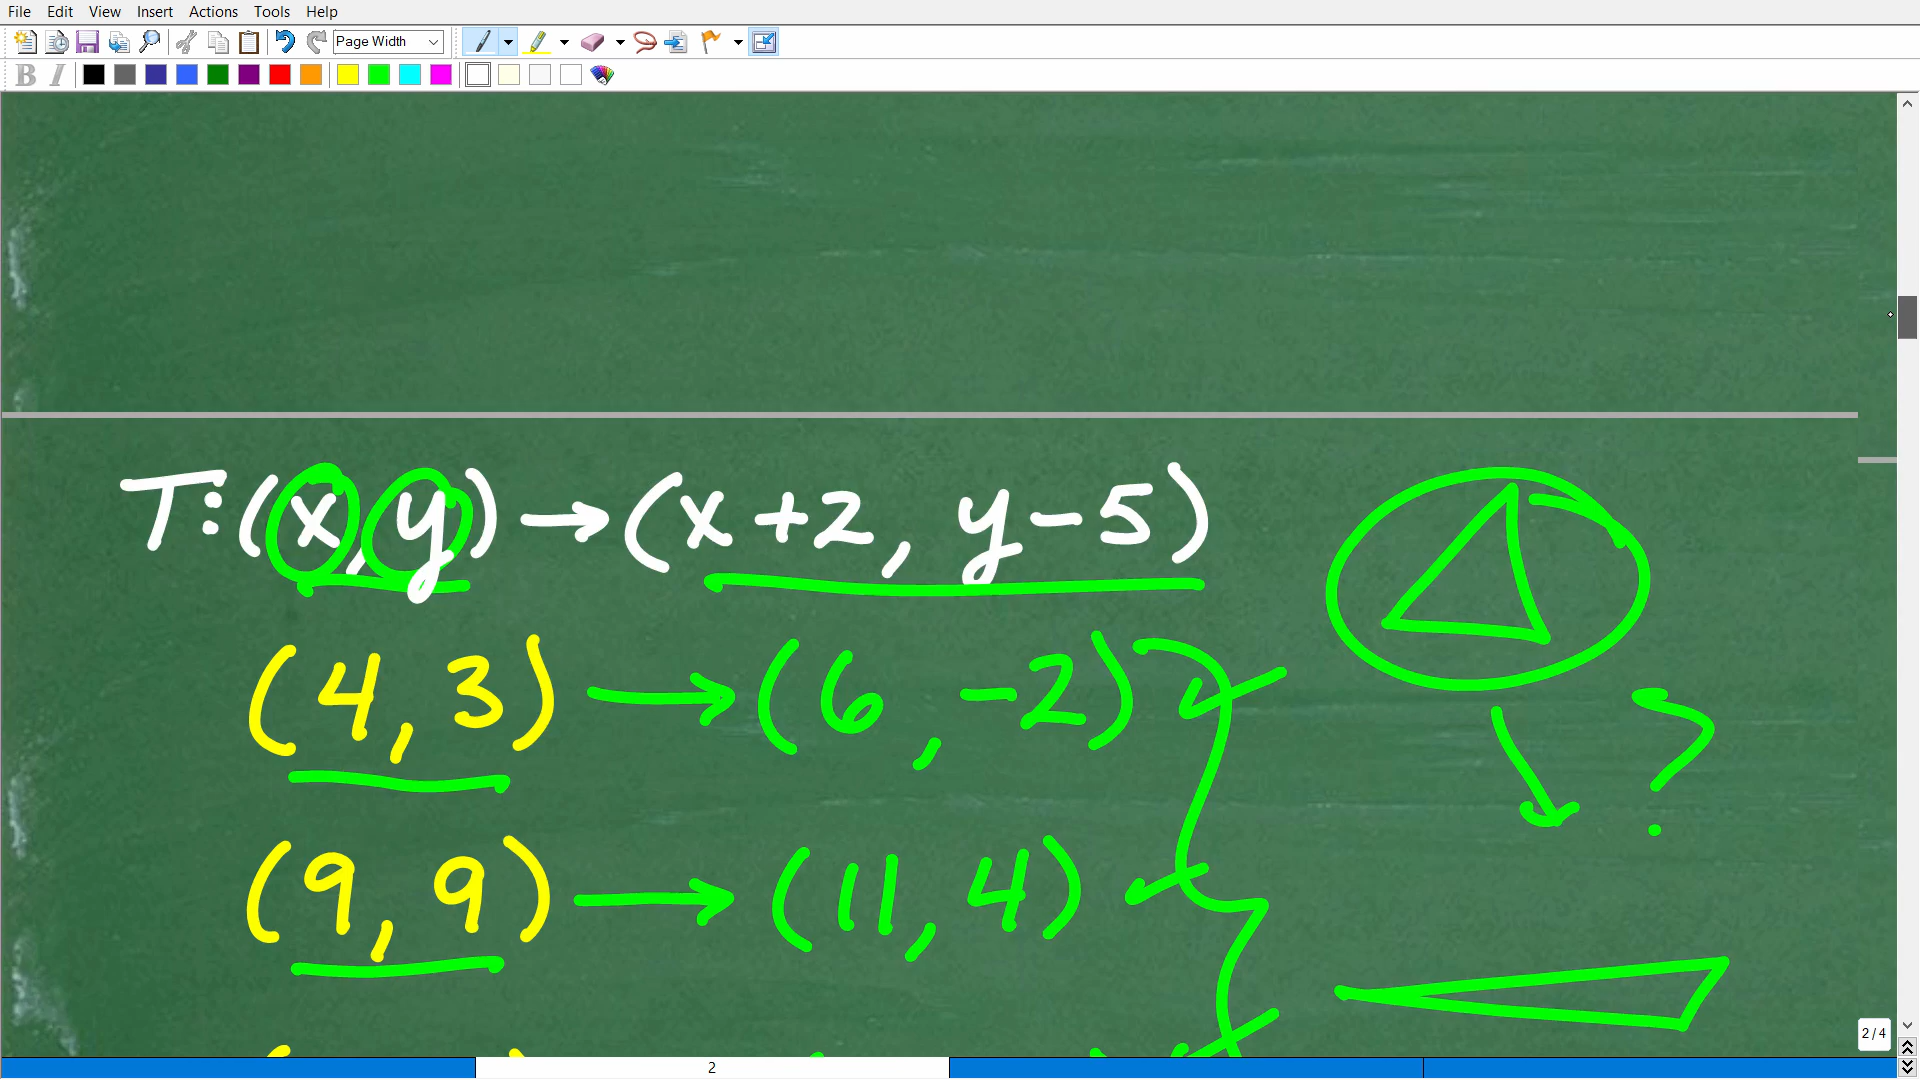 File Edit View Insert Actions Tools Help
Page Width
B I
T:(x,y)→(x+2, y-5)
(4,3)→(6,-2)
?
(9,9)→(11,4)
2/4
2